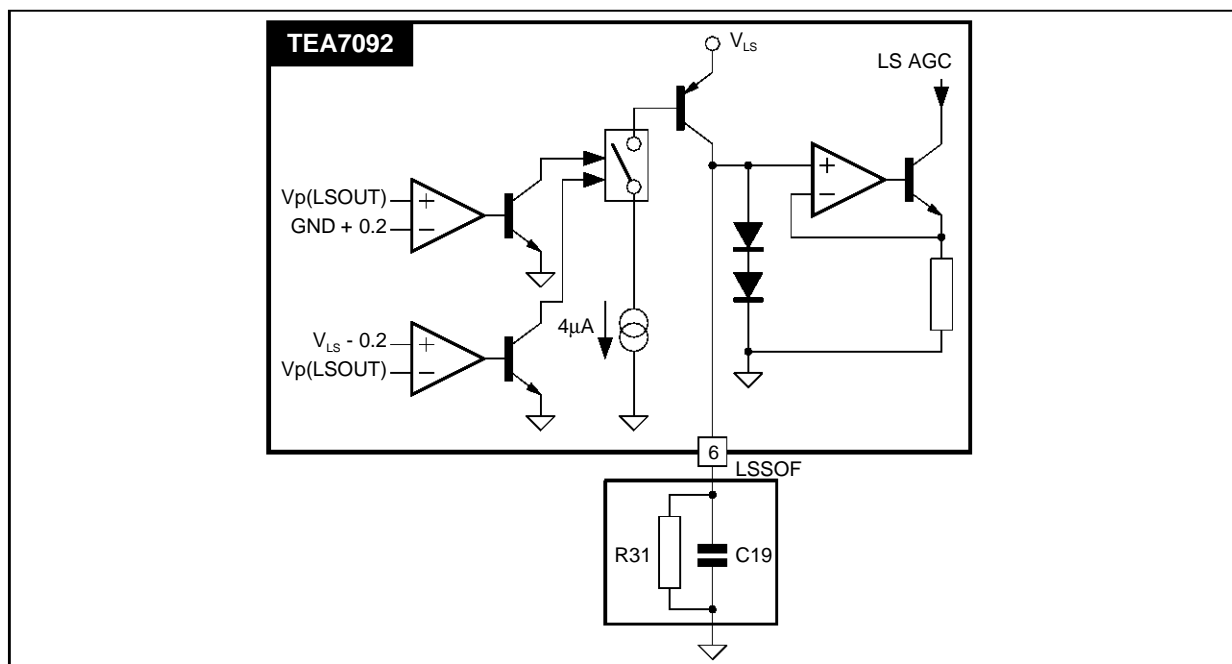 TEA7092
V_LS
LS AGC
+
−
Vp(LSOUT)
GND + 0.2
+
−
4μA
V_LS - 0.2
Vp(LSOUT)
+
−
6
LSSOF
R31
C19